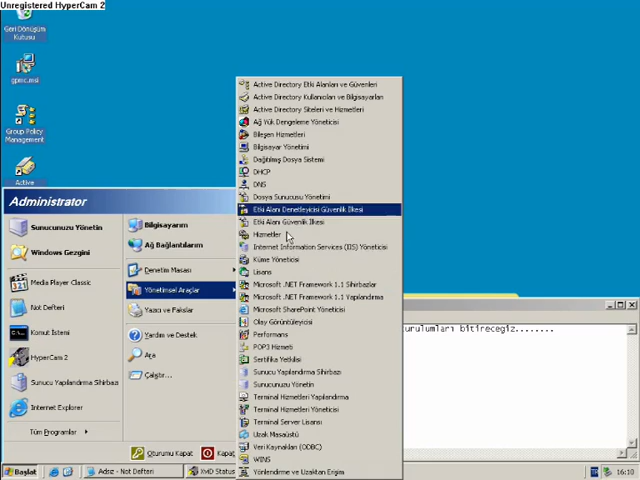 Unregistered HyperCam 2
Geri Dönüşüm
Kutusu
gpmc.msi
Group Policy
Management
Active
Administrator
Sunucunuzu Yönetin
Windows Gezgini
Media Player Classic
Not Defteri
Komut İstemi
HyperCam 2
Sunucu Yapılandırma Sihirbazı
Internet Explorer
Tüm Programlar
Bilgisayarım
Ağ Bağlantılarım
Denetim Masası
Yönetimsel Araçlar
Yazıcı ve Fakslar
Yardım ve Destek
Ara
Çalıştır...
Oturumu Kapat
Kapat
Active Directory Etki Alanları ve Güvenleri
Active Directory Kullanıcıları ve Bilgisayarları
Active Directory Siteleri ve Hizmetleri
Ağ Yük Dengeleme Yöneticisi
Bileşen Hizmetleri
Bilgisayar Yönetimi
Dağıtılmış Dosya Sistemi
DHCP
DNS
Dosya Sunucusu Yönetimi
Etki Alanı Denetleyicisi Güvenlik İlkesi
Etki Alanı Güvenlik İlkesi
Hizmetler
Internet Information Services (IIS) Yöneticisi
Küme Yöneticisi
Lisans
Microsoft .NET Framework 1.1 Sihirbazlar
Microsoft .NET Framework 1.1 Yapılandırma
Microsoft SharePoint Yöneticisi
Olay Görüntüleyicisi
Performans
POP3 Hizmeti
Sertifika Yetkilisi
Sunucu Yapılandırma Sihirbazı
Sunucunuzu Yönetin
Terminal Hizmetleri Yapılandırma
Terminal Hizmetleri Yöneticisi
Terminal Server Lisansı
Uzak Masaüstü
Veri Kaynakları (ODBC)
WINS
Yönlendirme ve Uzaktan Erişim
urulumları bitirecegiz........
Başlat
Adsız - Not Defteri
XMD Status
TR
16:10